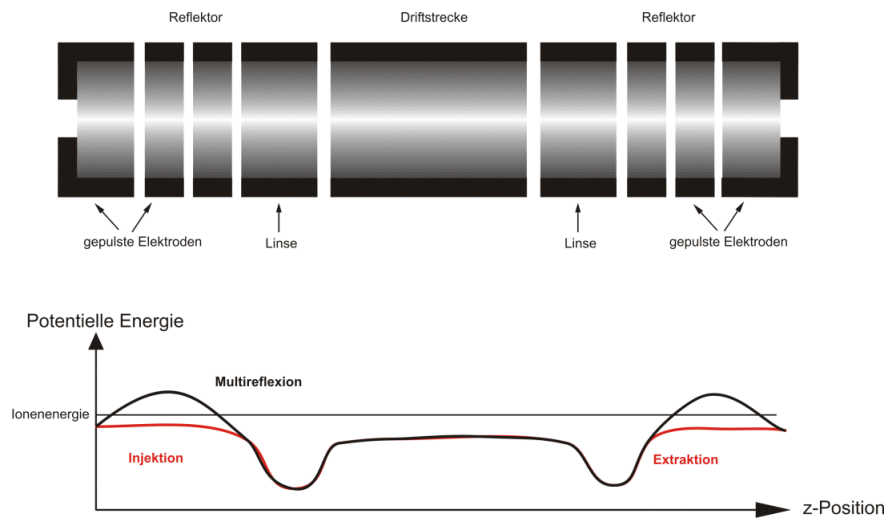 Reflektor
Driftstrecke
Reflektor
gepulste Elektroden
Linse
Linse
gepulste Elektroden
Potentielle Energie
Multireflexion
Ionenenergie
Injektion
Extraktion
z-Position